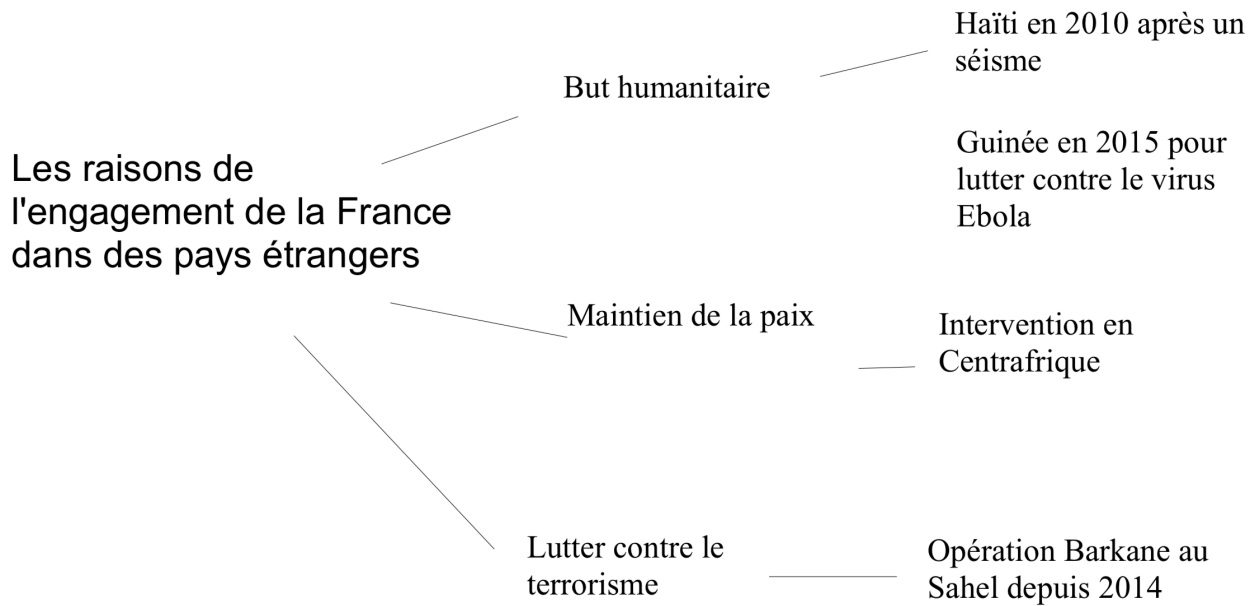 Les raisons de
l'engagement de la France
dans des pays étrangers
But humanitaire
Haïti en 2010 après un
séisme
Guinée en 2015 pour
lutter contre le virus
Ebola
Maintien de la paix
Intervention en
Centrafrique
Lutter contre le
terrorisme
Opération Barkane au
Sahel depuis 2014